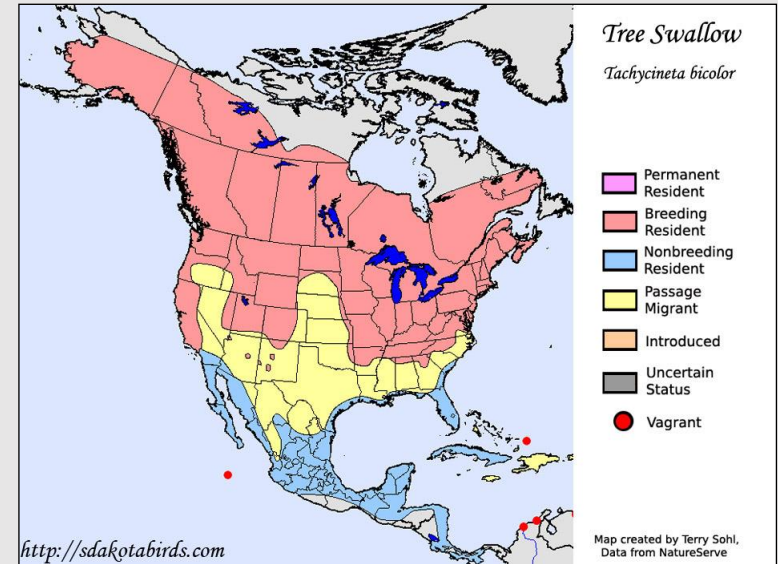 Tree Swallow
Tachycineta bicolor
Permanent
Resident
Breeding
Resident
Nonbreeding
Resident
Passage
Migrant
Introduced
Uncertain
Status
Vagrant
Map created by Terry Sohl,
Data from NatureServe
http://sdakotabirds.com